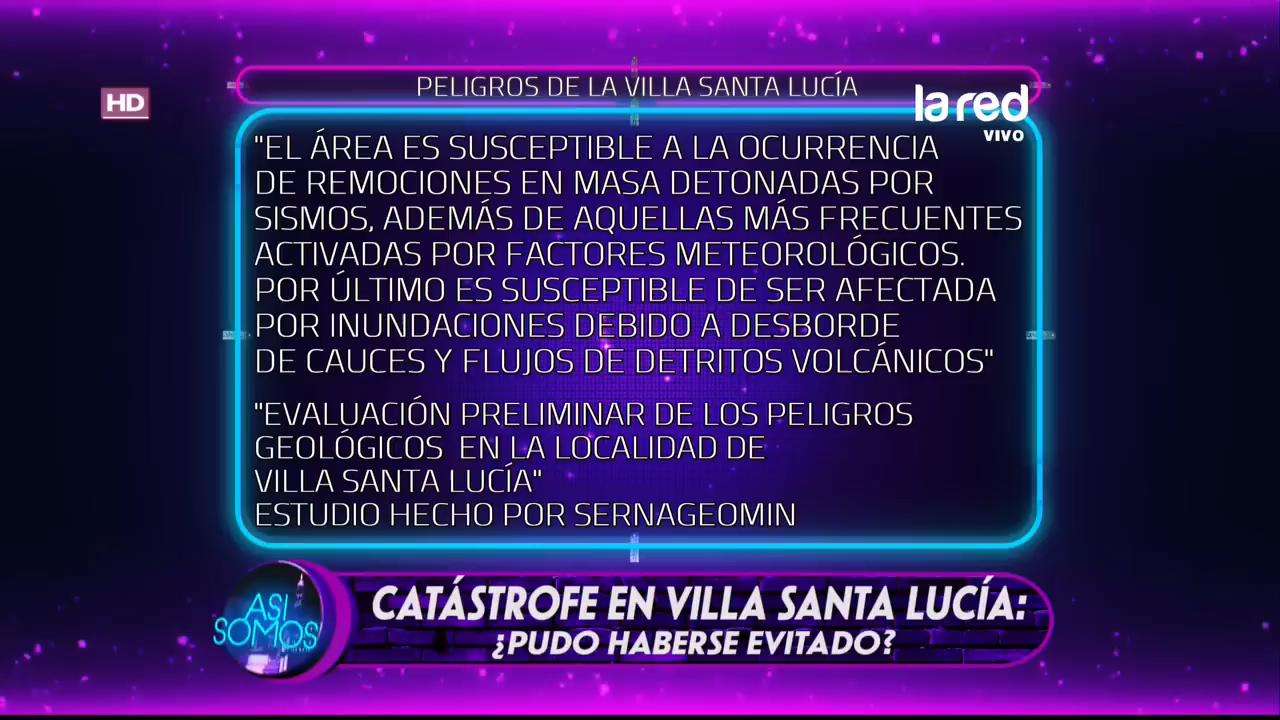 HD
PELIGROS DE LA VILLA SANTA LUCÍA
la red
VIVO
"EL ÁREA ES SUSCEPTIBLE A LA OCURRENCIA
DE REMOCIONES EN MASA DETONADAS POR
SISMOS, ADEMÁS DE AQUELLAS MÁS FRECUENTES
ACTIVADAS POR FACTORES METEOROLÓGICOS.
POR ÚLTIMO ES SUSCEPTIBLE DE SER AFECTADA
POR INUNDACIONES DEBIDO A DESBORDE
DE CAUCES Y FLUJOS DE DETRITOS VOLCÁNICOS"
"EVALUACIÓN PRELIMINAR DE LOS PELIGROS
GEOLÓGICOS EN LA LOCALIDAD DE
VILLA SANTA LUCÍA"
ESTUDIO HECHO POR SERNAGEOMIN
ASI
SOMOS
CATÁSTROFE EN VILLA SANTA LUCÍA:
¿PUDO HABERSE EVITADO?